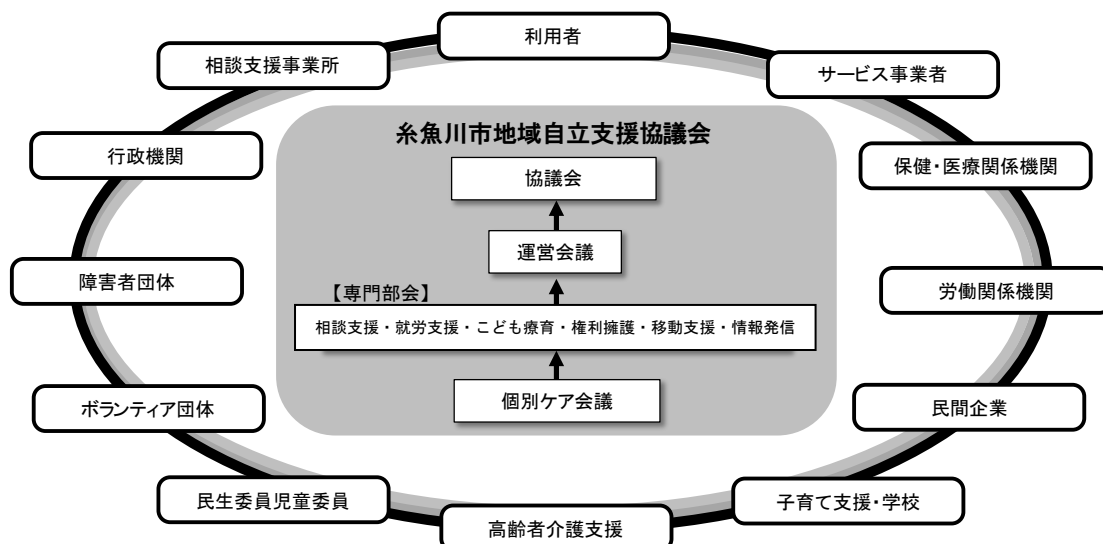 利用者
相談支援事業所
サービス事業者
糸魚川市地域自立支援協議会
行政機関
協議会
保健・医療関係機関
運営会議
障害者団体
労働関係機関
【専門部会】
相談支援・就労支援・こども療育・権利擁護・移動支援・情報発信
個別ケア会議
ボランティア団体
民間企業
民生委員児童委員
子育て支援・学校
高齢者介護支援